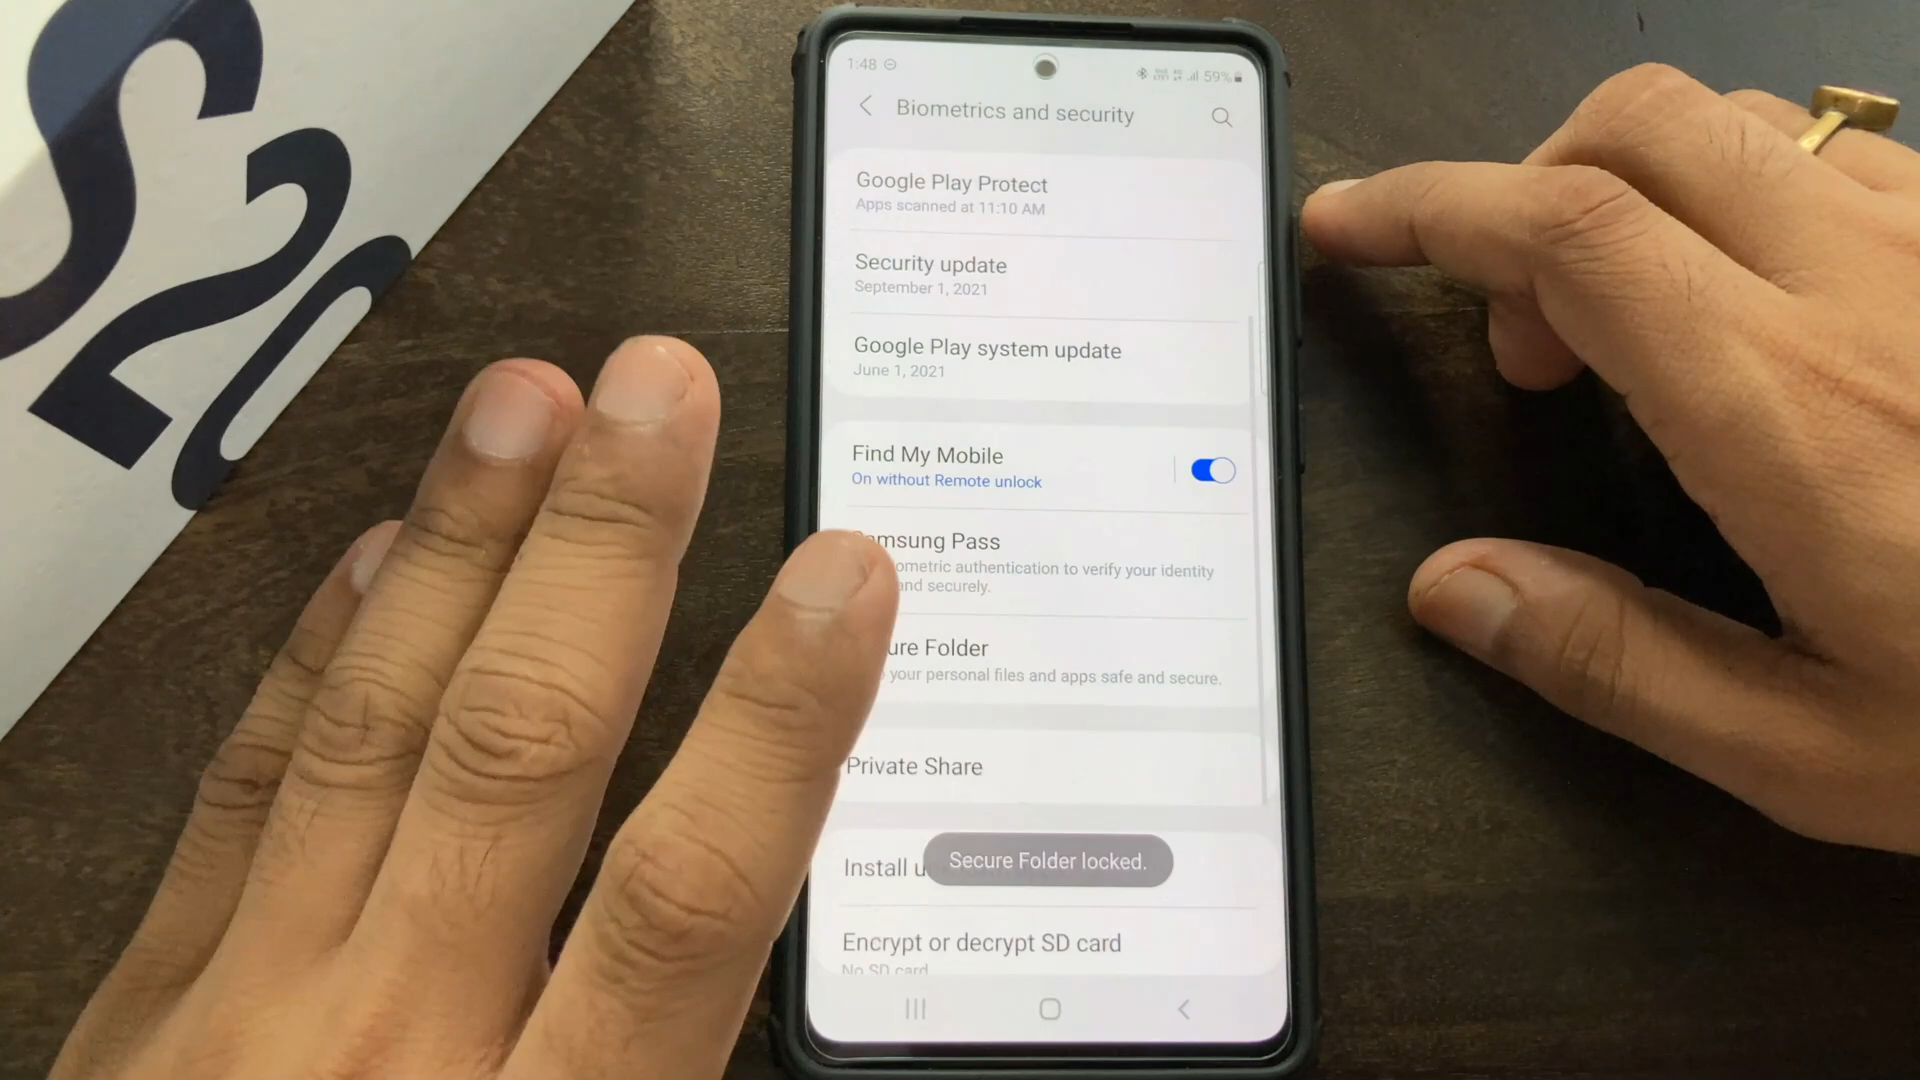 S20
1:48
59%
Biometrics and security
Google Play Protect
Apps scanned at 11:10 AM
Security update
September 1, 2021
Google Play system update
June 1, 2021
Find My Mobile
On without Remote unlock
amsung Pass
ometric authentication to verify your identity
and securely.
ure Folder
your personal files and apps safe and secure.
Private Share
Install u
Secure Folder locked.
Encrypt or decrypt SD card
No SD card